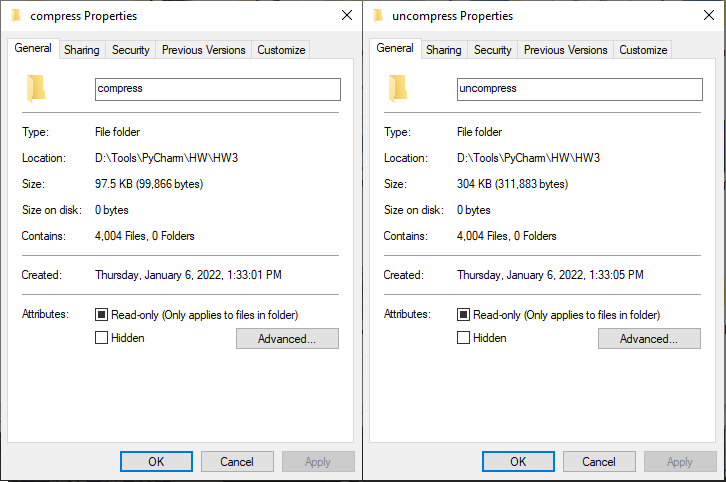 compress Properties
General Sharing Security Previous Versions Customize
compress
Type: File folder
Location: D:\Tools\PyCharm\HW\HW3
Size: 97.5 KB (99,866 bytes)
Size on disk: 0 bytes
Contains: 4,004 Files, 0 Folders
Created: Thursday, January 6, 2022, 1:33:01 PM
Attributes: Read-only (Only applies to files in folder)
Hidden Advanced...
OK Cancel Apply
uncompress Properties
General Sharing Security Previous Versions Customize
uncompress
Type: File folder
Location: D:\Tools\PyCharm\HW\HW3
Size: 304 KB (311,883 bytes)
Size on disk: 0 bytes
Contains: 4,004 Files, 0 Folders
Created: Thursday, January 6, 2022, 1:33:05 PM
Attributes: Read-only (Only applies to files in folder)
Hidden Advanced...
OK Cancel Apply